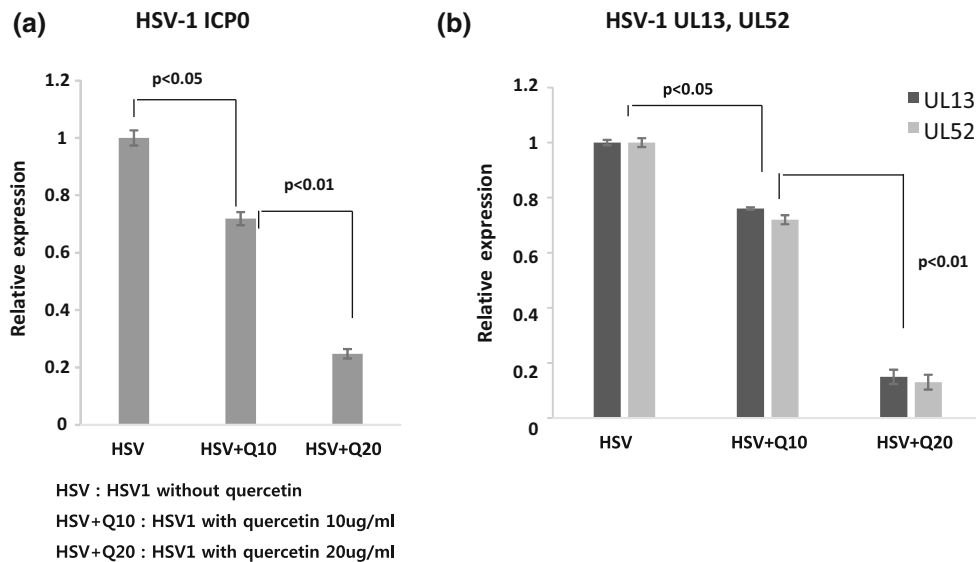 (a) HSV-1 ICP0
Relative expression
1.2
1
0.8
0.6
0.4
0.2
0
p<0.05
p<0.01
HSV HSV+Q10 HSV+Q20
HSV : HSV1 without quercetin
HSV+Q10 : HSV1 with quercetin 10ug/ml
HSV+Q20 : HSV1 with quercetin 20ug/ml
(b) HSV-1 UL13, UL52
Relative expression
1.2
1
0.8
0.6
0.4
0.2
0
p<0.05
p<0.01
UL13
UL52
HSV HSV+Q10 HSV+Q20